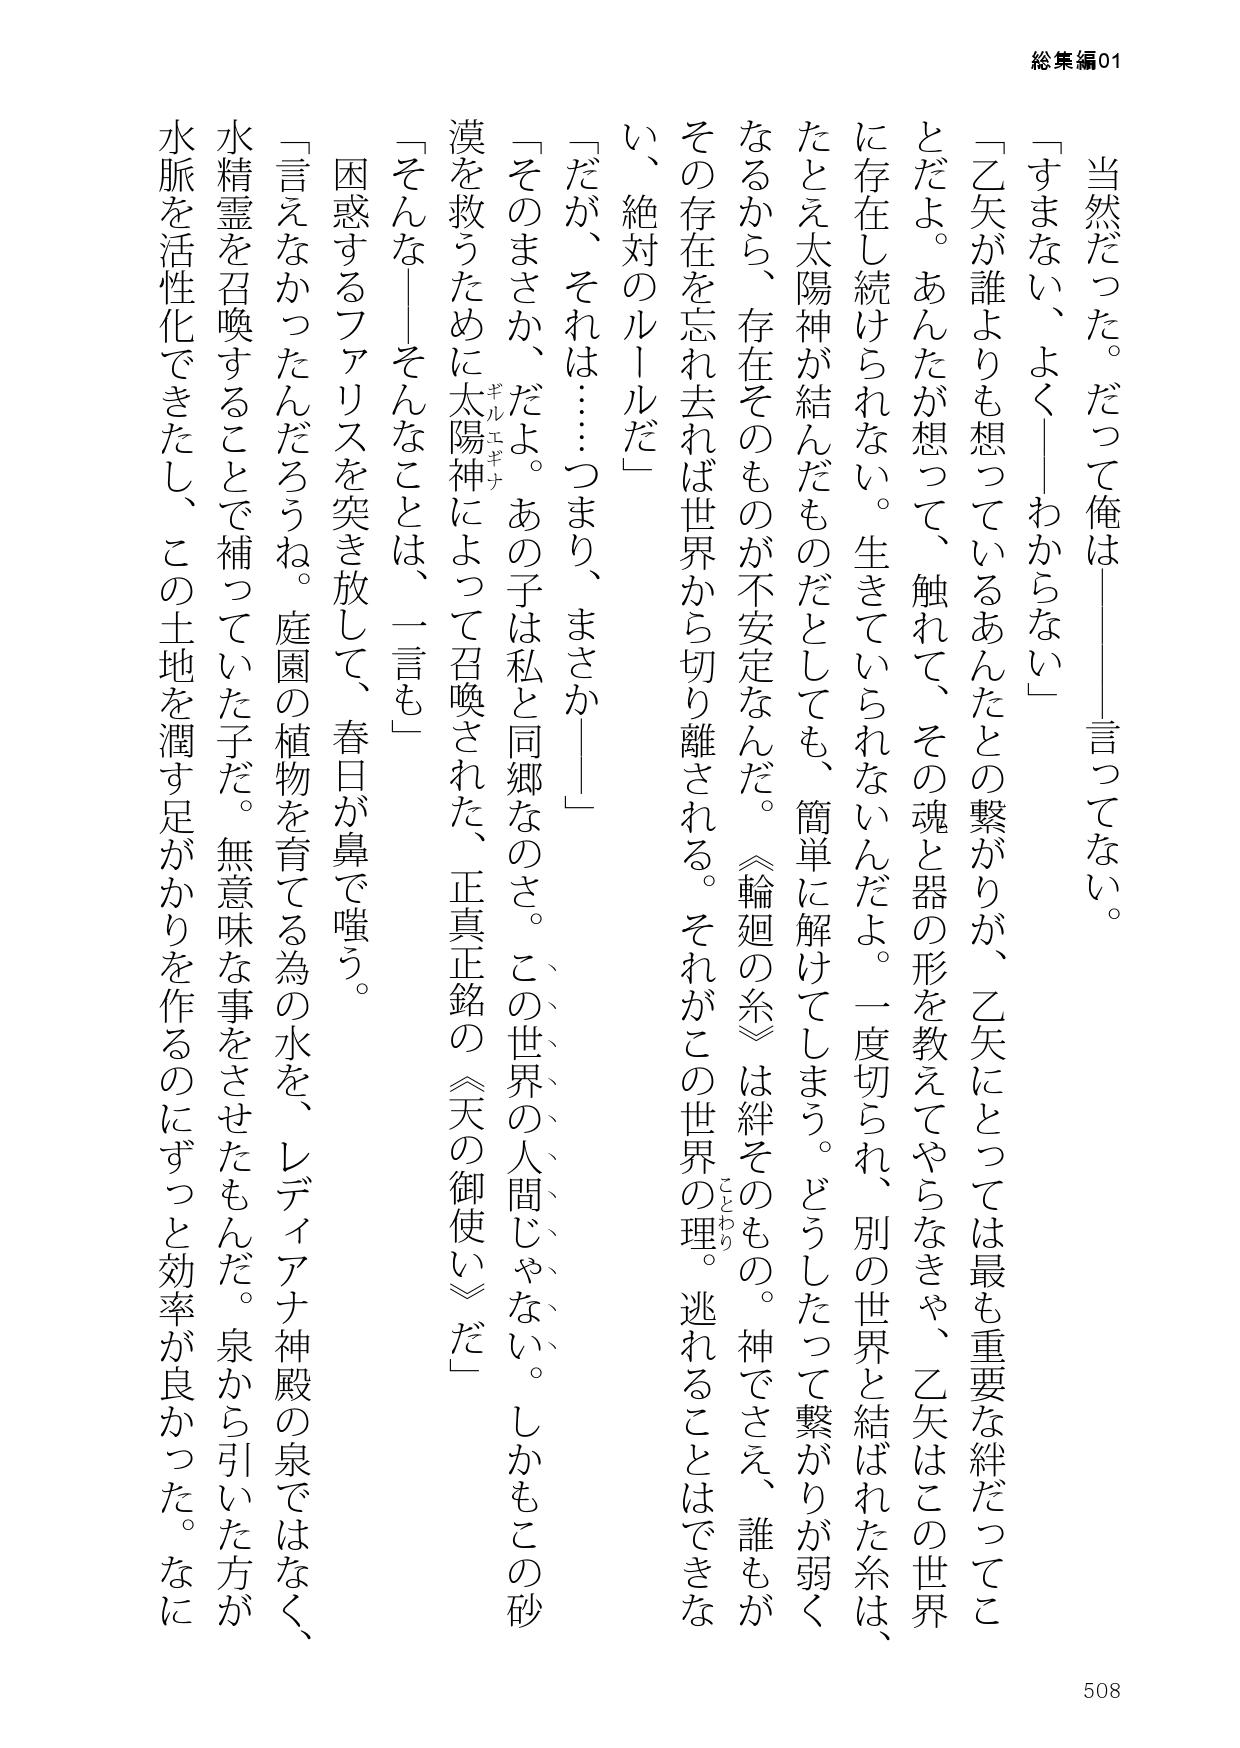 総集編01
　当然だった。だって俺は――――言ってない。
「すまない、よく――わからない」
「乙矢が誰よりも想っているあんたとの繋がりが、乙矢にとっては最も重要な絆だってこ
とだよ。あんたが想って、触れて、その魂と器の形を教えてやらなきゃ、乙矢はこの世界
に存在し続けられない。生きていられないんだよ。一度切られ、別の世界と結ばれた糸は、
たとえ太陽神が結んだものだとしても、簡単に解けてしまう。どうしたって繋がりが弱く
なるから、存在そのものが不安定なんだ。《輪廻の糸》は絆そのもの。神でさえ、誰もが
その存在を忘れ去れば世界から切り離される。それがこの世界の理ことわり。逃れることはできな
い、絶対のルールだ」
「だが、それは……つまり、まさか――」
「そのまさか、だよ。あの子は私と同郷なのさ。この世界の人間じゃない。しかもこの砂
漠を救うために太陽神ギルエギナによって召喚された、正真正銘の《天の御使い》だ」
「そんな――そんなことは、一言も」
　困惑するファリスを突き放して、春日が鼻で嗤う。
「言えなかったんだろうね。庭園の植物を育てる為の水を、レディアナ神殿の泉ではなく、
水精霊を召喚することで補っていた子だ。無意味な事をさせたもんだ。泉から引いた方が
水脈を活性化できたし、この土地を潤す足がかりを作るのにずっと効率が良かった。なに
508